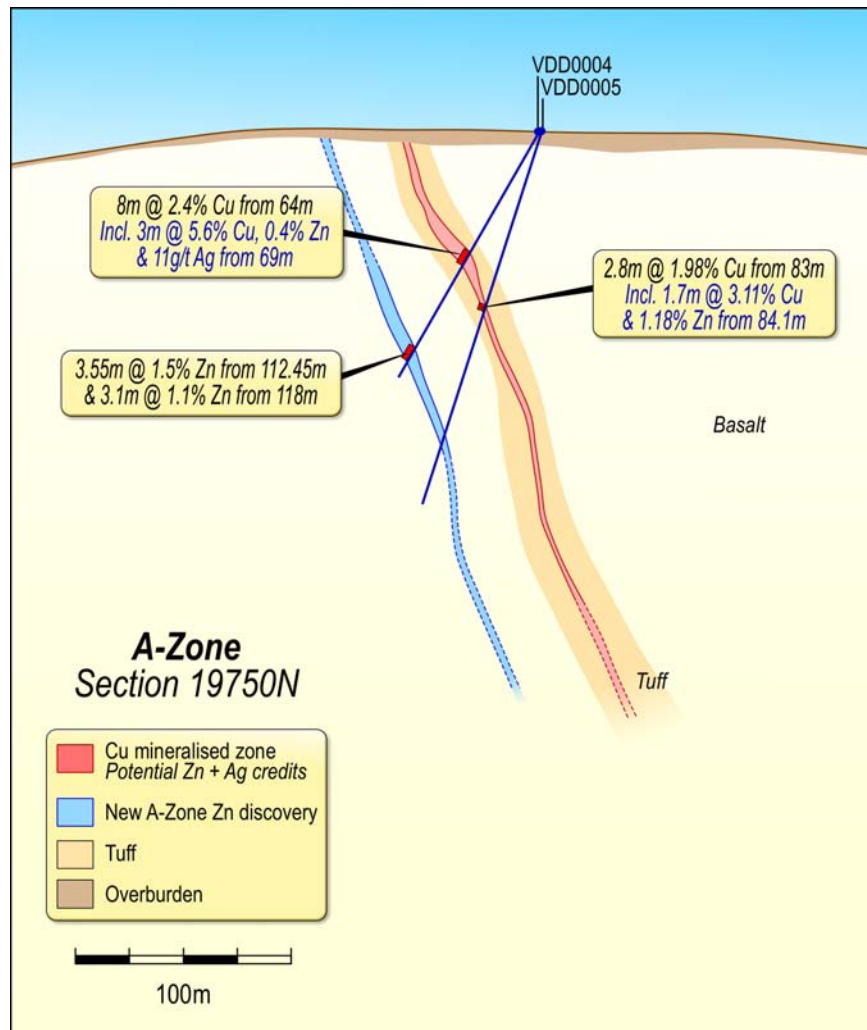 VDD0004
VDD0005
8m @ 2.4% Cu from 64m
Incl. 3m @ 5.6% Cu, 0.4% Zn
& 11g/t Ag from 69m
2.8m @ 1.98% Cu from 83m
Incl. 1.7m @ 3.11% Cu
& 1.18% Zn from 84.1m
3.55m @ 1.5% Zn from 112.45m
& 3.1m @ 1.1% Zn from 118m
Basalt
A-Zone
Section 19750N
Tuff
Cu mineralised zone
Potential Zn + Ag credits
New A-Zone Zn discovery
Tuff
Overburden
100m